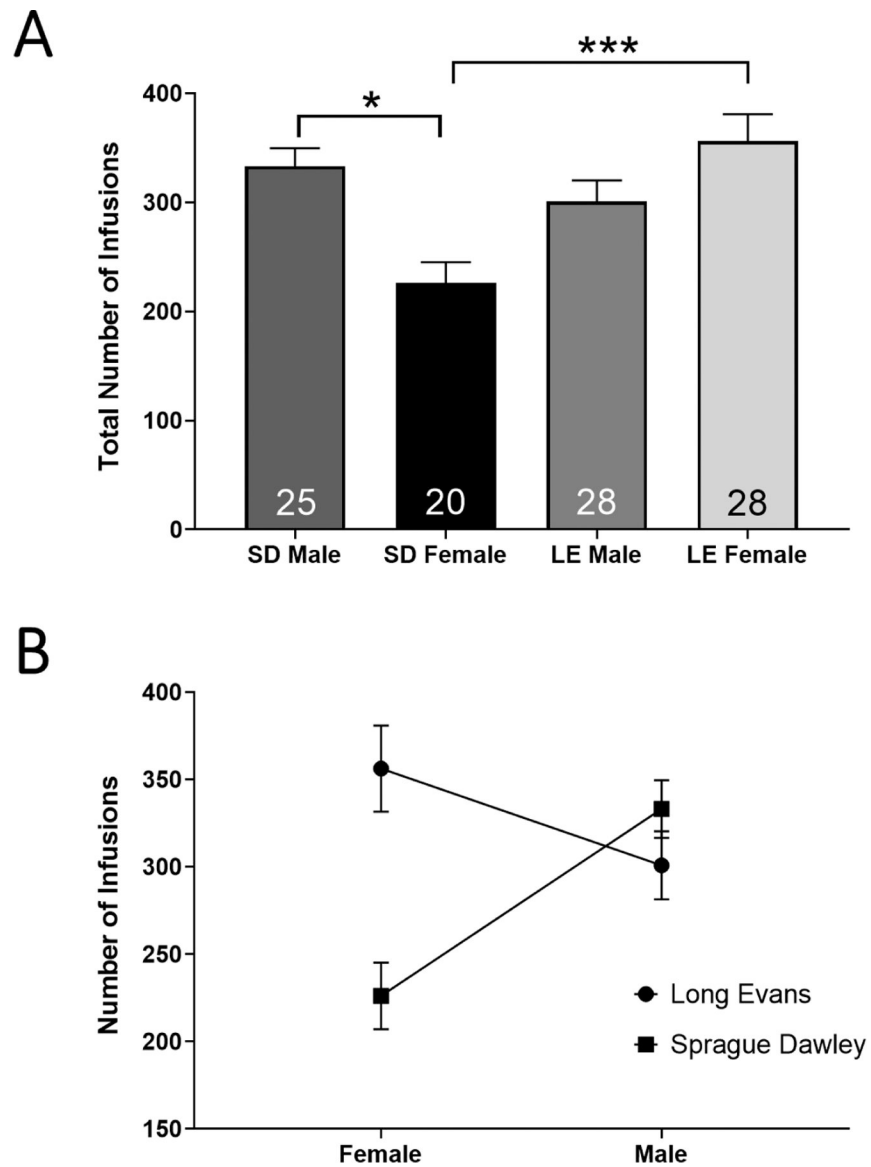 A
***
*
Total Number of Infusions
400
300
200
100
0
25
20
28
28
SD Male
SD Female
LE Male
LE Female
B
Number of Infusions
400
350
300
250
200
150
Long Evans
Sprague Dawley
Female
Male